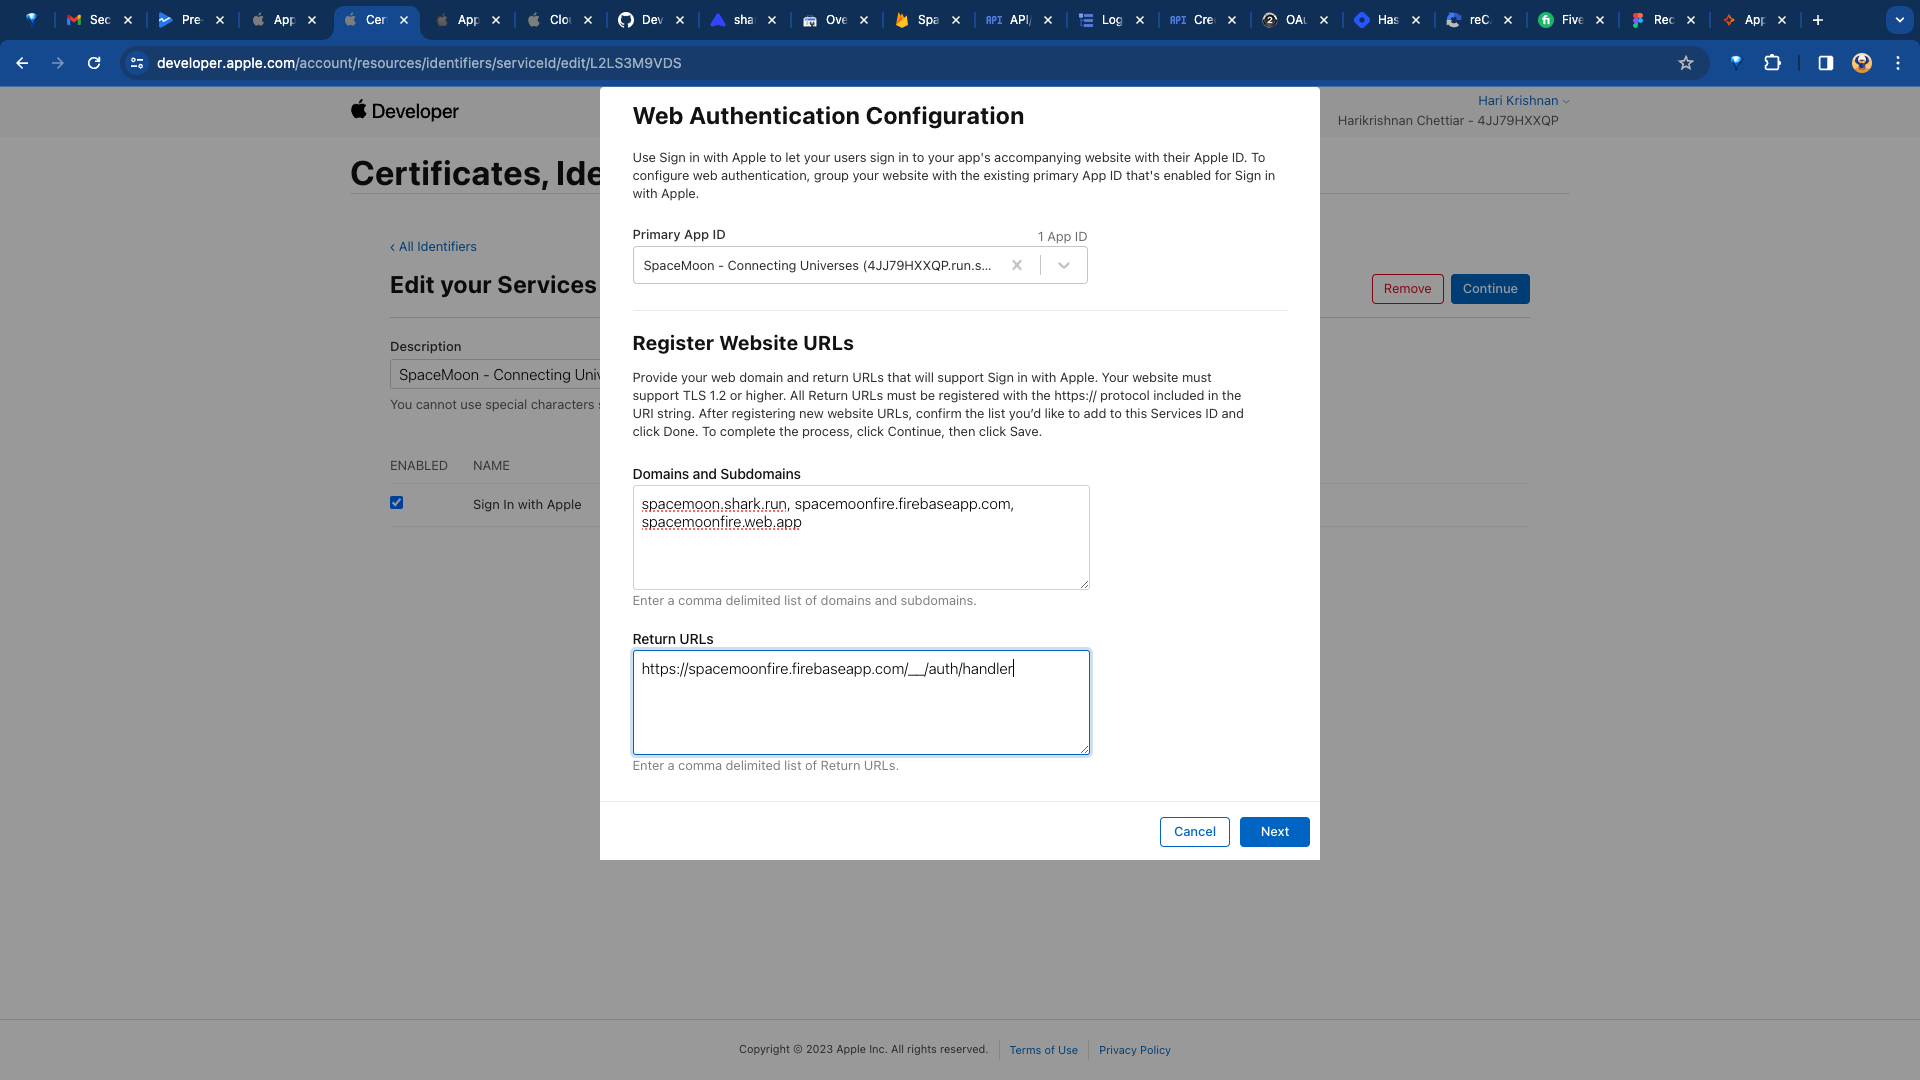 Sec
Pre
App
Cer
App
Clou
Dev
sha
Ove
Spa
API API/
Log
API Cre
OAu
Has
reC
Five
Rec
App
developer.apple.com/account/resources/identifiers/serviceId/edit/L2LS3M9VDS
Developer
Hari Krishnan
Harikrishnan Chettiar - 4JJ79HXXQP
Certificates, Ide
‹ All Identifiers
Edit your Services
Remove
Continue
Description
SpaceMoon - Connecting Univ
You cannot use special characters s
ENABLED NAME
Sign In with Apple
Web Authentication Configuration
Use Sign in with Apple to let your users sign in to your app's accompanying website with their Apple ID. To
configure web authentication, group your website with the existing primary App ID that's enabled for Sign in
with Apple.
Primary App ID
1 App ID
SpaceMoon - Connecting Universes (4JJ79HXXQP.run.s...
Register Website URLs
Provide your web domain and return URLs that will support Sign in with Apple. Your website must
support TLS 1.2 or higher. All Return URLs must be registered with the https:// protocol included in the
URI string. After registering new website URLs, confirm the list you’d like to add to this Services ID and
click Done. To complete the process, click Continue, then click Save.
Domains and Subdomains
spacemoon.shark.run, spacemoonfire.firebaseapp.com,
spacemoonfire.web.app
Enter a comma delimited list of domains and subdomains.
Return URLs
https://spacemoonfire.firebaseapp.com/__/auth/handler
Enter a comma delimited list of Return URLs.
Cancel
Next
Copyright © 2023 Apple Inc. All rights reserved.
Terms of Use
Privacy Policy